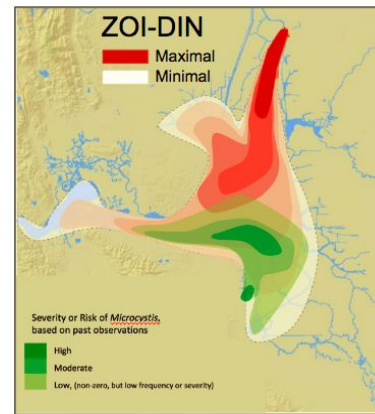 ZOI-DIN
Maximal
Minimal
Severity or Risk of Microcystis,
based on past observations
High
Moderate
Low, (non-zero, but low frequency or severity)